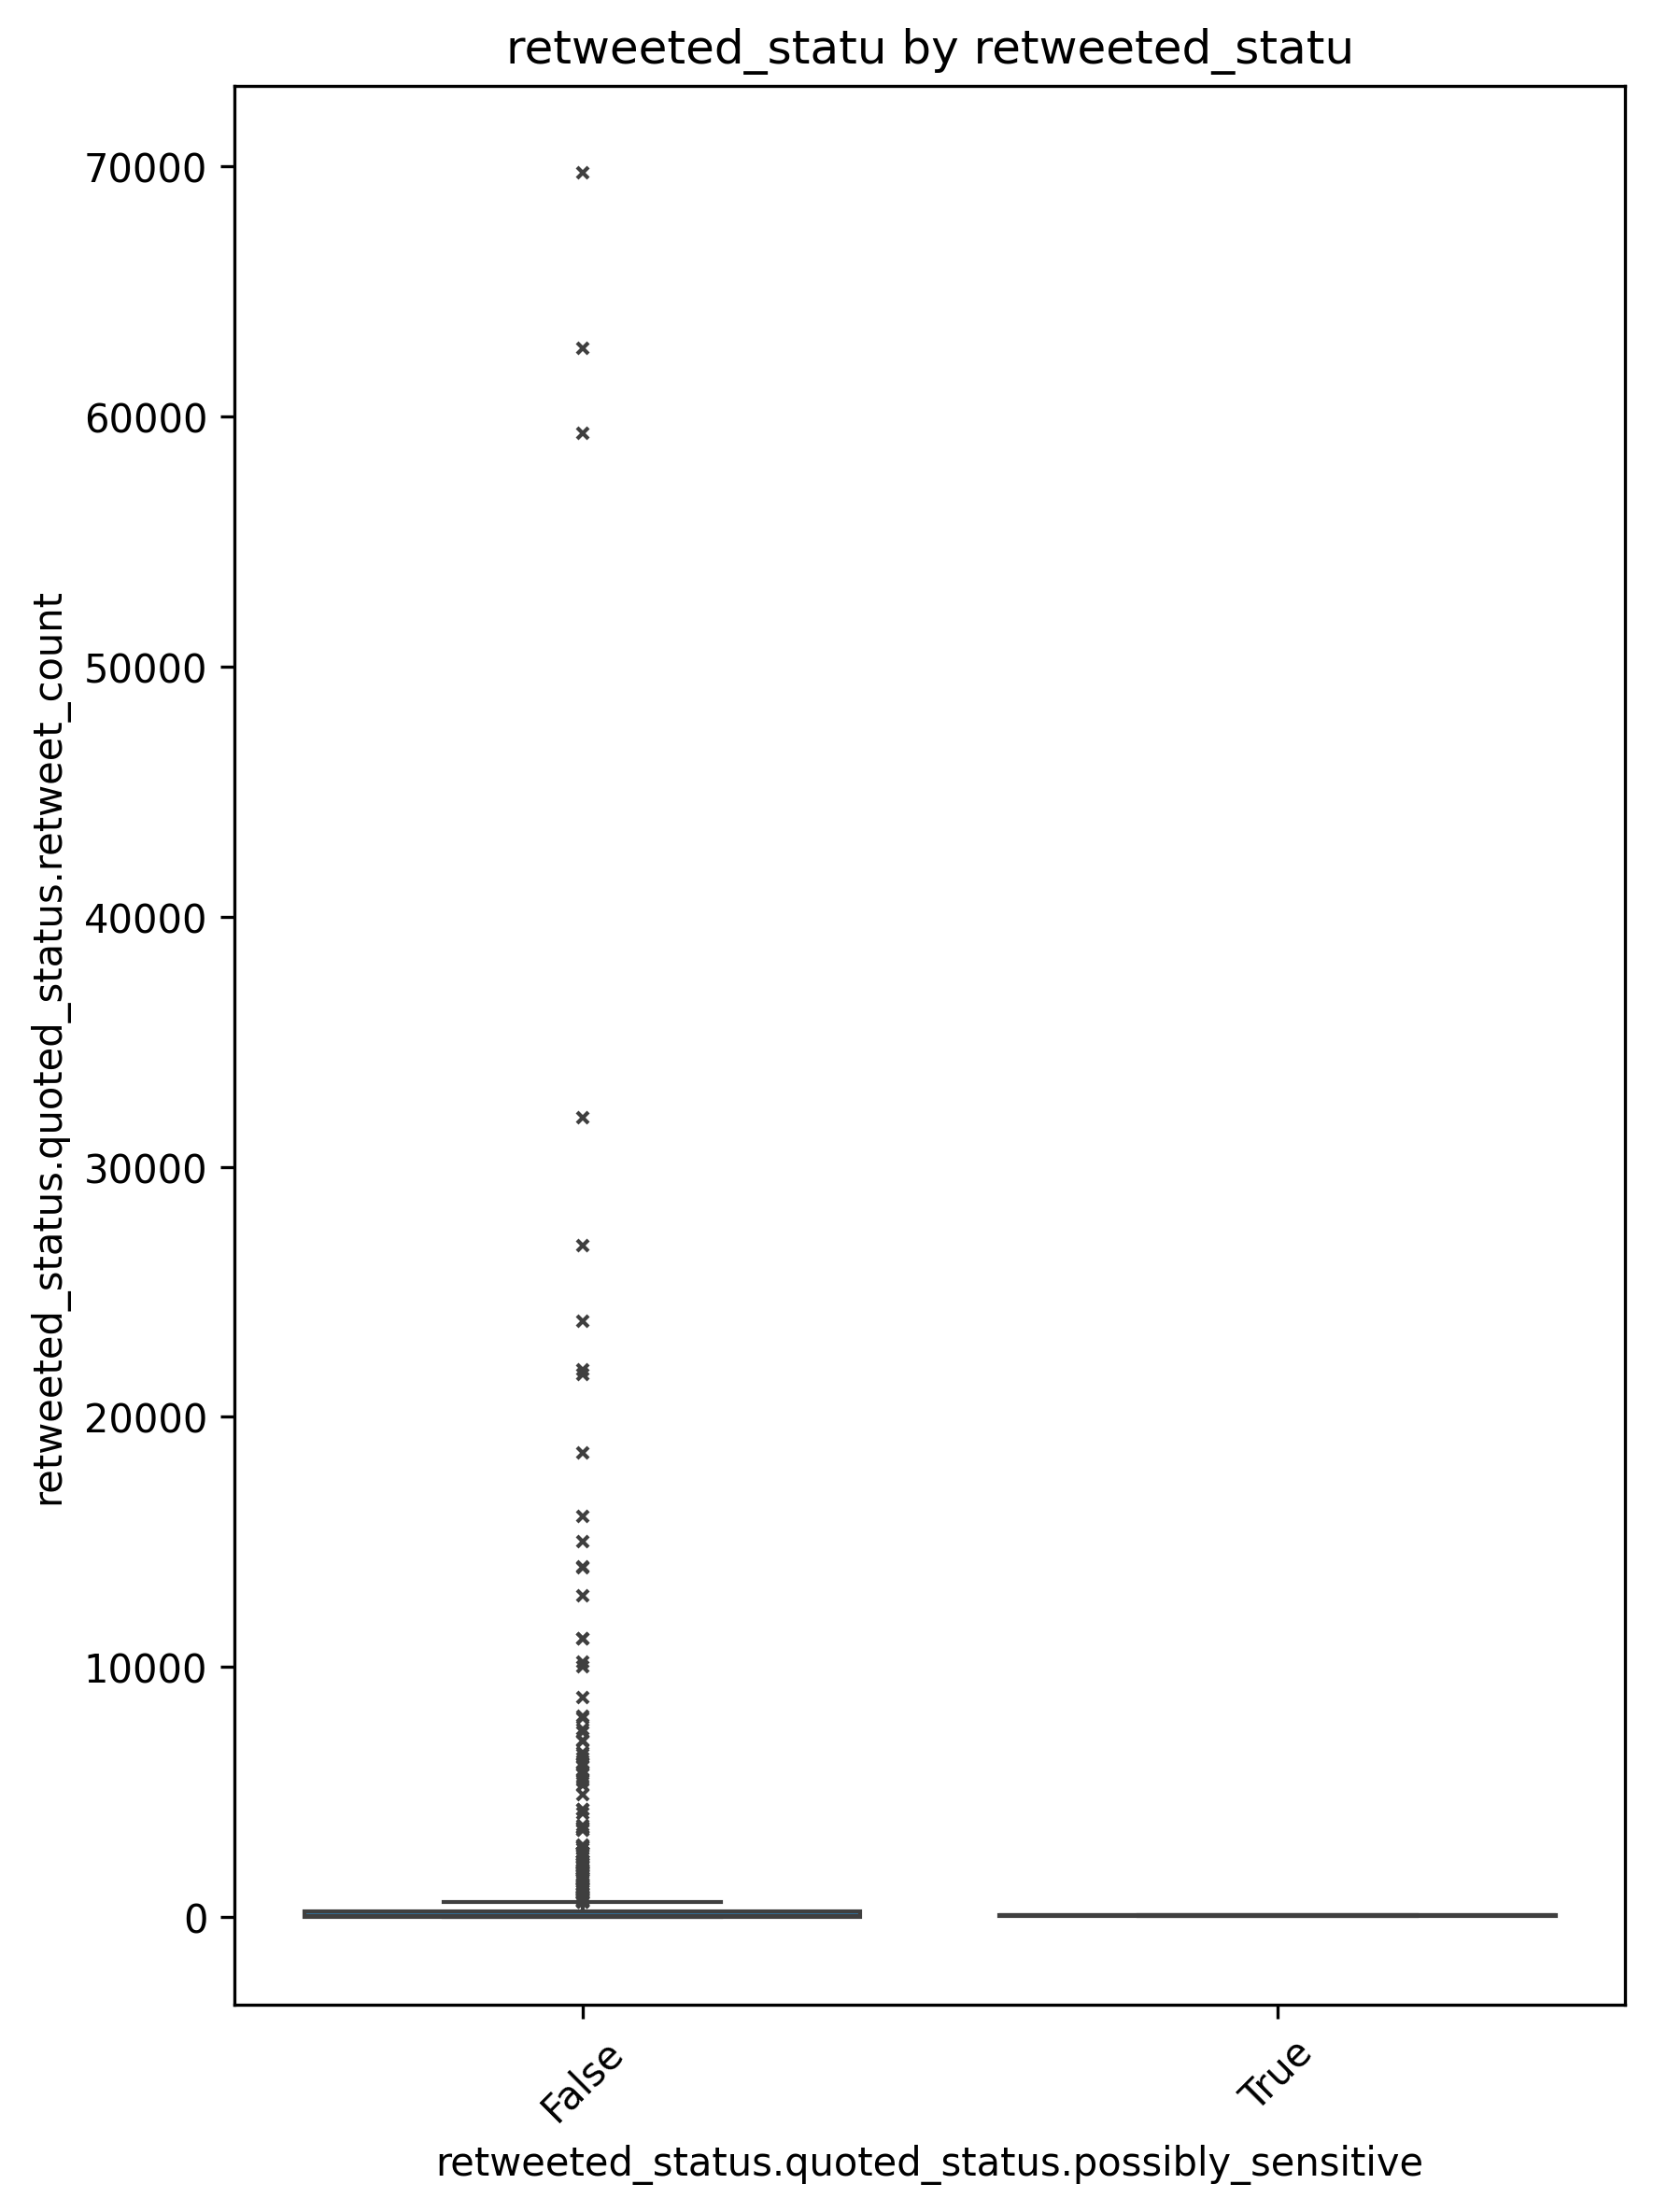 retweeted_statu by retweeted_statu
retweeted_status.quoted_status.retweet_count
70000
60000
50000
40000
30000
20000
10000
0
False
True
retweeted_status.quoted_status.possibly_sensitive